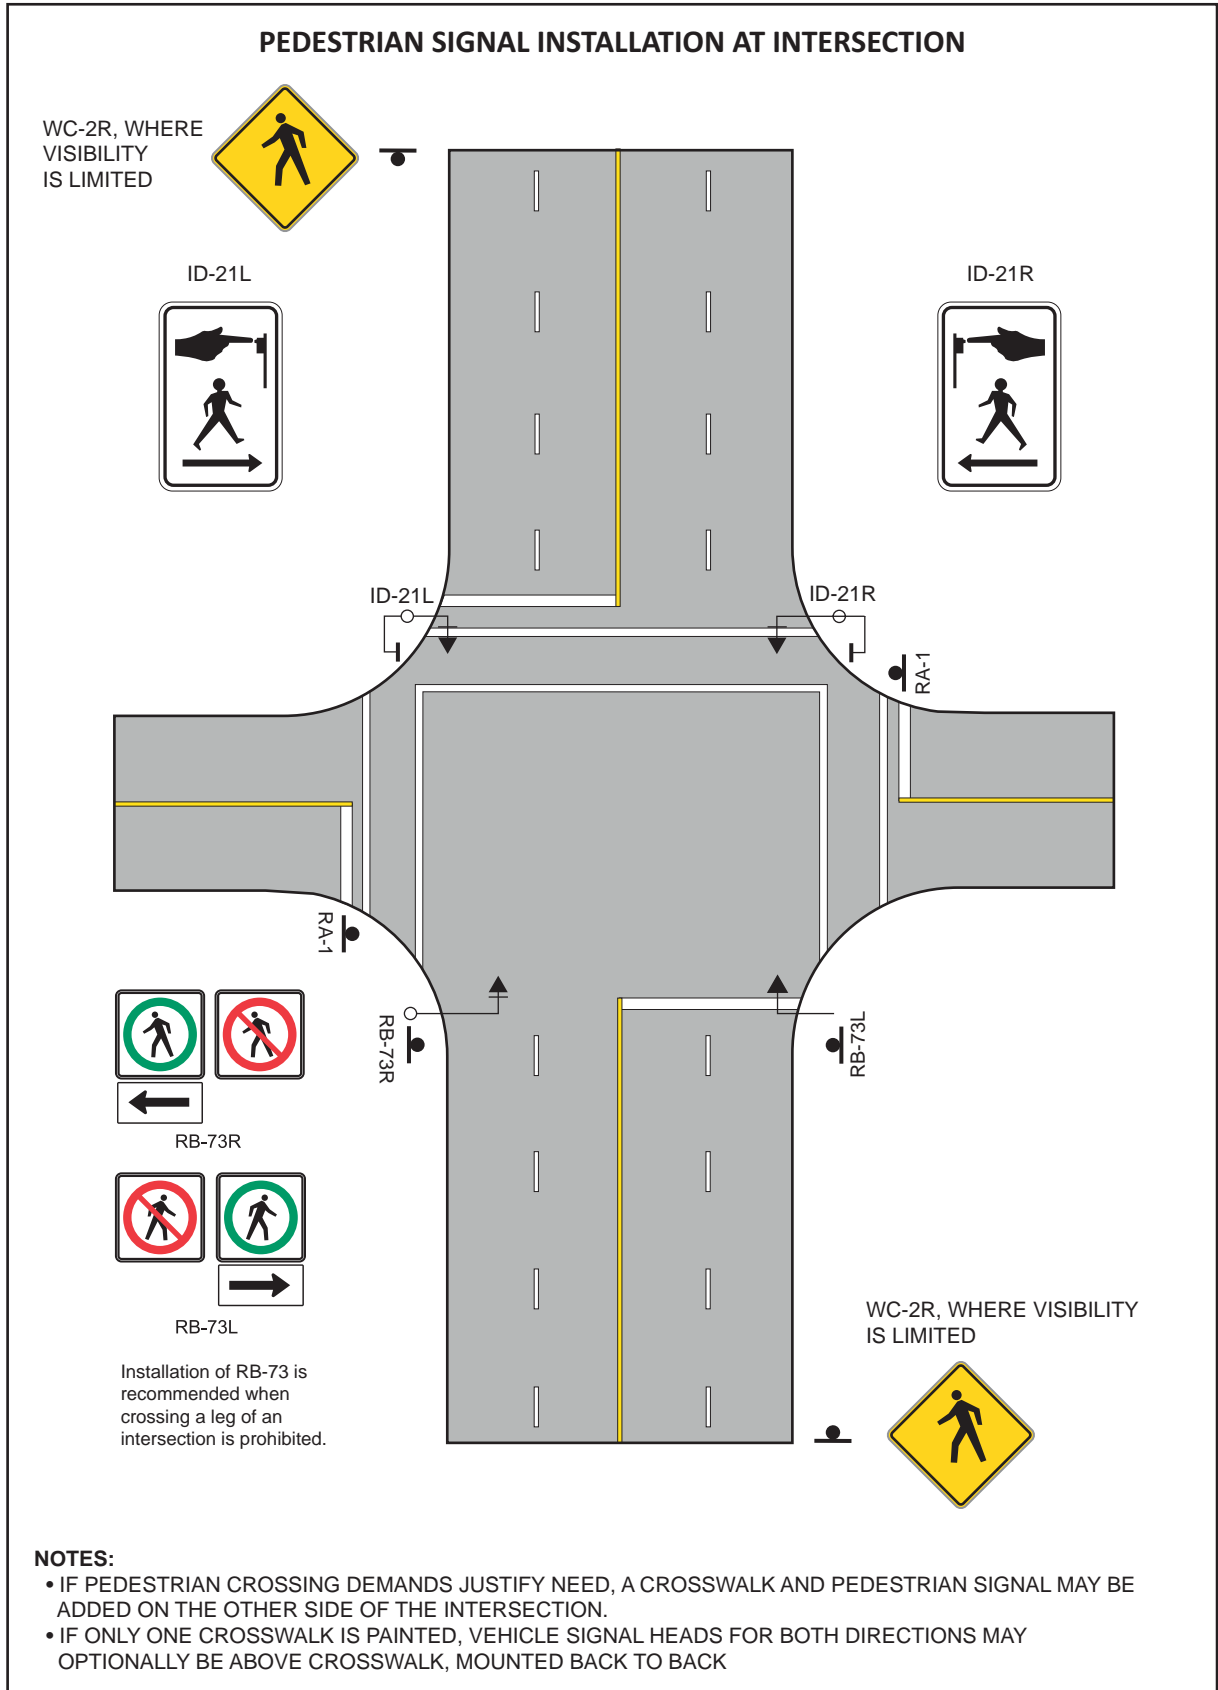 PEDESTRIAN SIGNAL INSTALLATION AT INTERSECTION
WC-2R, WHERE
VISIBILITY
IS LIMITED
ID-21L
ID-21R
ID-21L
ID-21R
RA-1
RA-1
RB-73R
RB-73L
RB-73R
RB-73L
Installation of RB-73 is
recommended when
crossing a leg of an
intersection is prohibited.
WC-2R, WHERE VISIBILITY
IS LIMITED
NOTES:
• IF PEDESTRIAN CROSSING DEMANDS JUSTIFY NEED, A CROSSWALK AND PEDESTRIAN SIGNAL MAY BE
ADDED ON THE OTHER SIDE OF THE INTERSECTION.
• IF ONLY ONE CROSSWALK IS PAINTED, VEHICLE SIGNAL HEADS FOR BOTH DIRECTIONS MAY
OPTIONALLY BE ABOVE CROSSWALK, MOUNTED BACK TO BACK